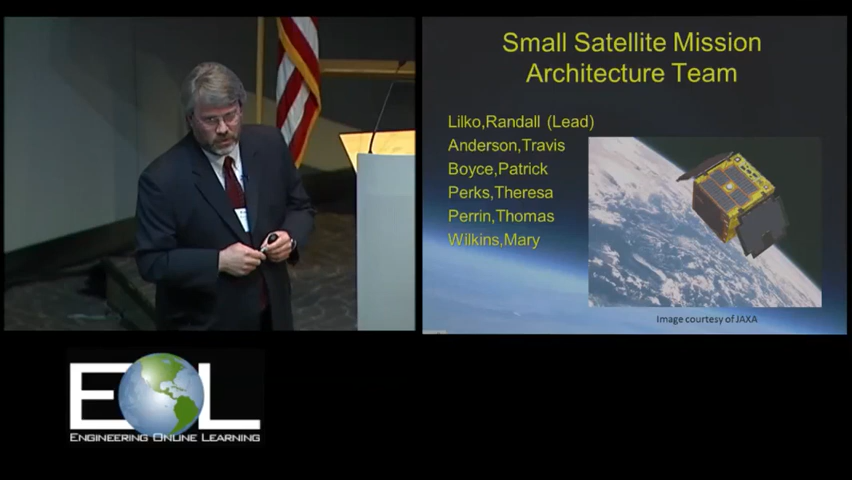 Small Satellite Mission
Architecture Team
Lilko,Randall (Lead)
Anderson,Travis
Boyce,Patrick
Perks,Theresa
Perrin,Thomas
Wilkins,Mary
Image courtesy of JAXA
EOL
ENGINEERING ONLINE LEARNING